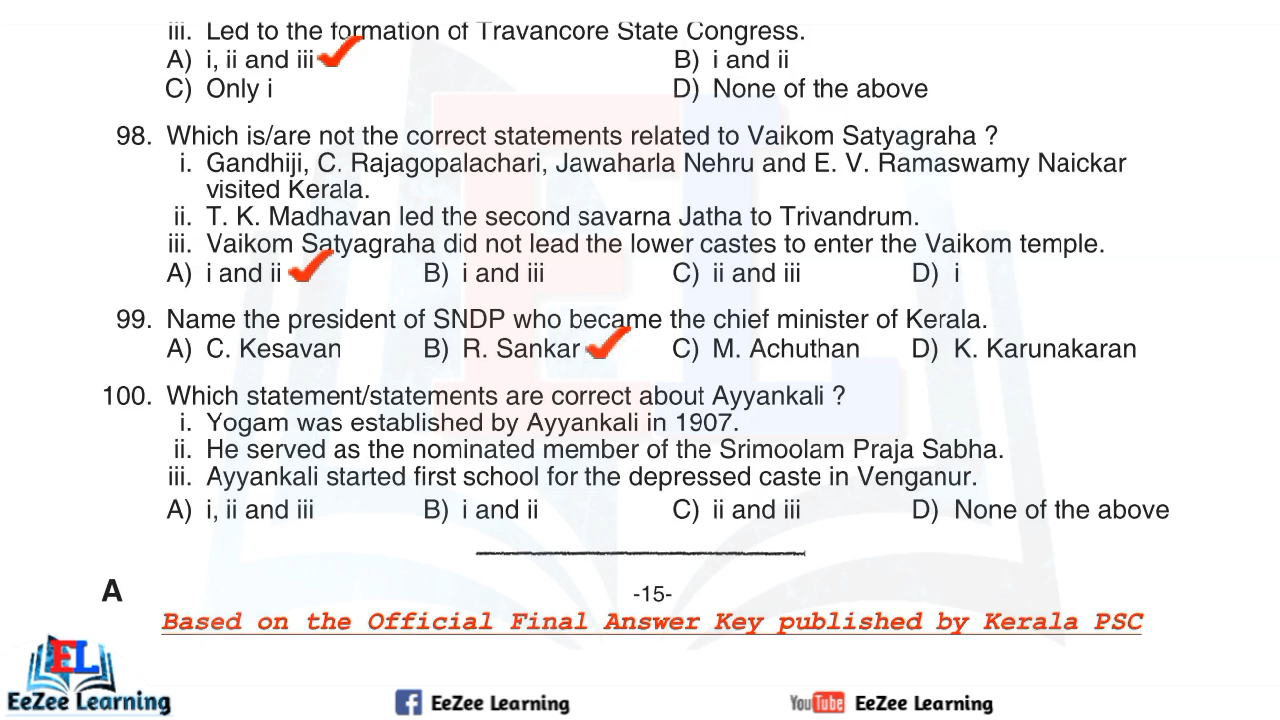 iii. Led to the formation of Travancore State Congress.
A) i, ii and iii B) i and ii
C) Only i D) None of the above
98. Which is/are not the correct statements related to Vaikom Satyagraha ?
i. Gandhiji, C. Rajagopalachari, Jawaharla Nehru and E. V. Ramaswamy Naickar
visited Kerala.
ii. T. K. Madhavan led the second savarna Jatha to Trivandrum.
iii. Vaikom Satyagraha did not lead the lower castes to enter the Vaikom temple.
A) i and ii B) i and iii C) ii and iii D) i
99. Name the president of SNDP who became the chief minister of Kerala.
A) C. Kesavan B) R. Sankar C) M. Achuthan D) K. Karunakaran
100. Which statement/statements are correct about Ayyankali ?
i. Yogam was established by Ayyankali in 1907.
ii. He served as the nominated member of the Srimoolam Praja Sabha.
iii. Ayyankali started first school for the depressed caste in Venganur.
A) i, ii and iii B) i and ii C) ii and iii D) None of the above
A -15-
Based on the Official Final Answer Key published by Kerala PSC
EL
EeZee Learning f EeZee Learning YouTube EeZee Learning